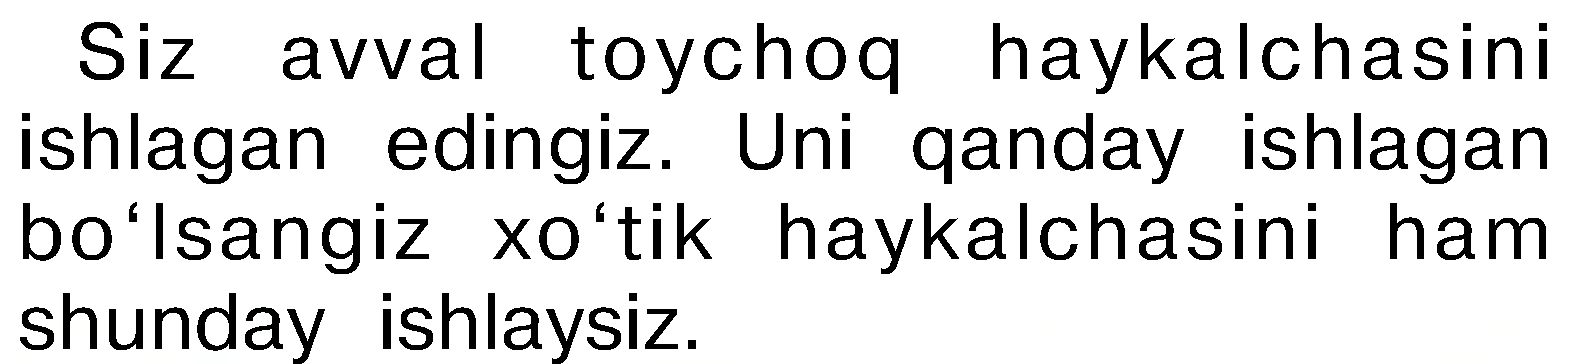 Siz avval toychoq haykalchasini
ishlagan edingiz. Uni qanday ishlagan
bo‘lsangiz xo‘tik haykalchasini ham
shunday ishlaysiz.